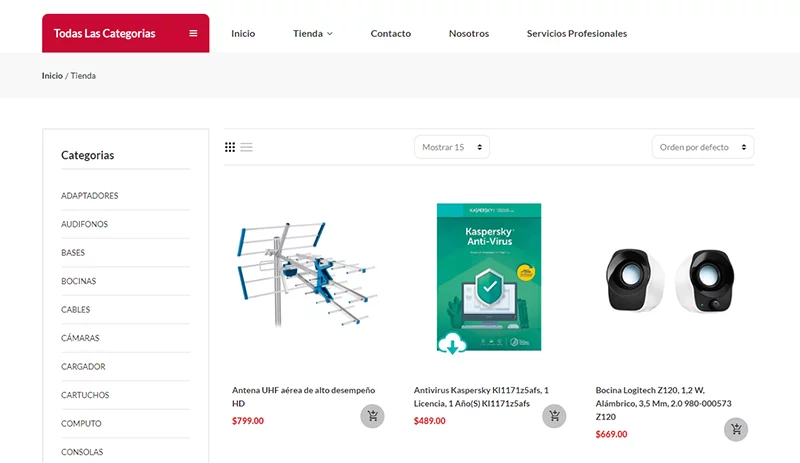 Todas Las Categorias
Inicio
Tienda
Contacto
Nosotros
Servicios Profesionales
Inicio / Tienda
Categorias
Mostrar 15
Orden por defecto
ADAPTADORES
AUDIFONOS
BASES
BOCINAS
CABLES
CÁMARAS
CARGADOR
CARTUCHOS
COMPUTO
CONSOLAS
KASPERSKY
Kaspersky
Anti-Virus
Antena UHF aérea de alto desempeño
HD
$799.00
Antivirus Kaspersky Kl1171z5afs, 1
Licencia, 1 Año(S) Kl1171z5afs
$489.00
Bocina Logitech Z120, 1,2 W,
Alámbrico, 3,5 Mm, 2.0 980-000573
Z120
$669.00